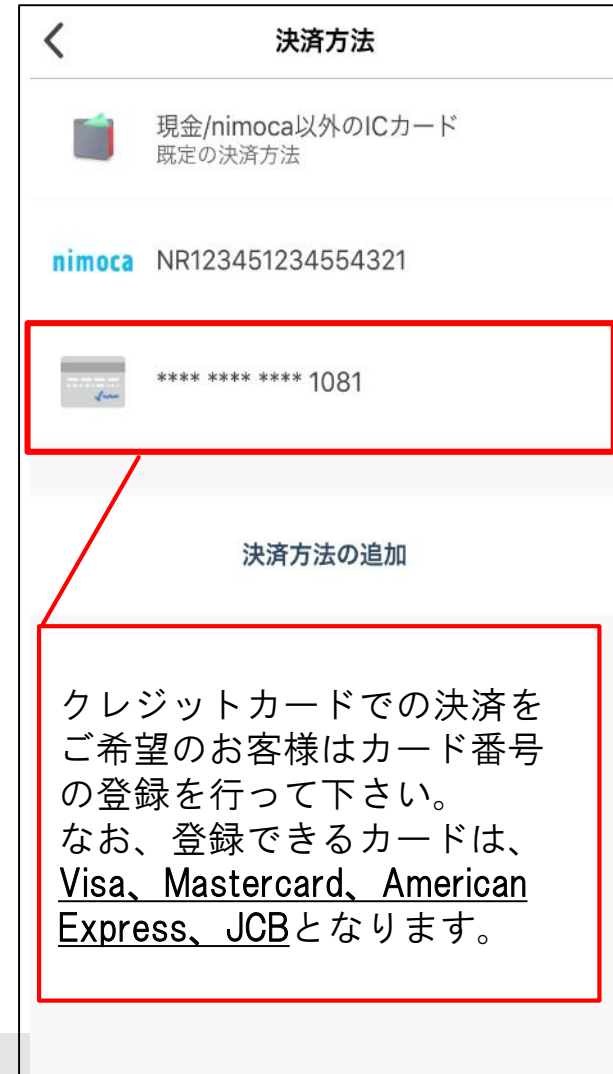 決済方法
現金/nimoca以外のICカード
既定の決済方法
nimoca NR123451234554321
**** **** **** 1081
決済方法の追加
クレジットカードでの決済を
ご希望のお客様はカード番号
の登録を行って下さい。
なお、登録できるカードは、
Visa、Mastercard、American
Express、JCBとなります。